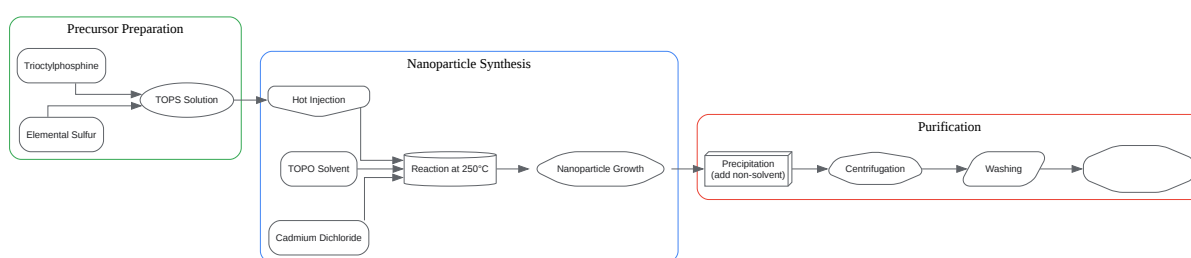 Precursor Preparation
Trioctylphosphine
TOPS Solution
Elemental Sulfur
Nanoparticle Synthesis
Hot Injection
TOPO Solvent
Reaction at 250°C
Nanoparticle Growth
Cadmium Dichloride
Purification
Precipitation
(add non-solvent)
Centrifugation
Washing